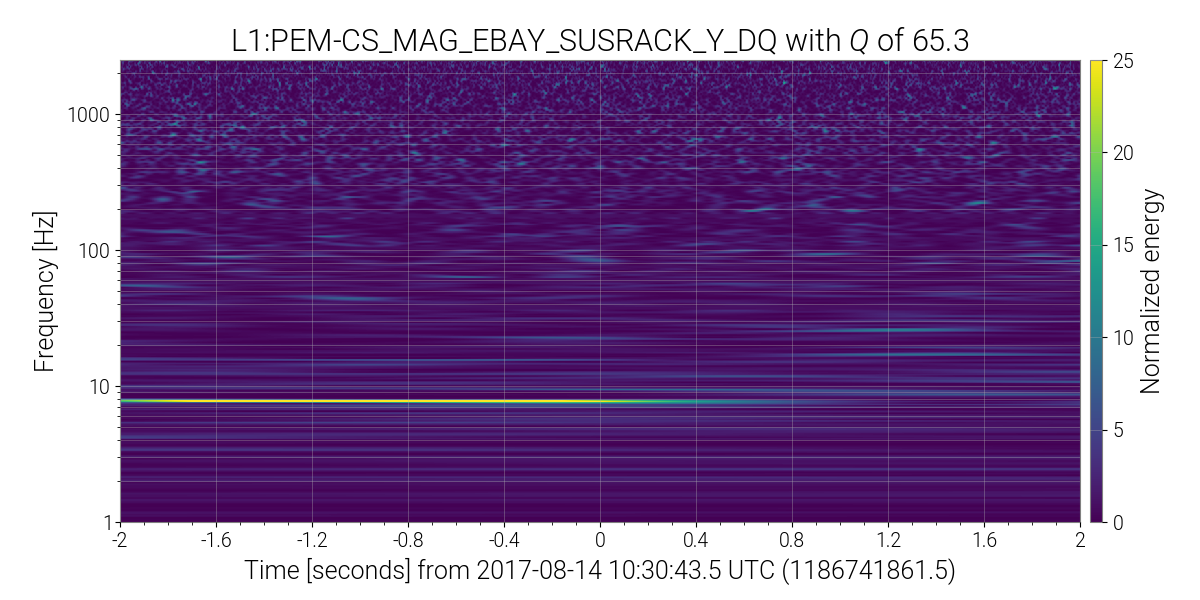 L1:PEM-CS_MAG_EBAY_SUSRACK_Y_DQ with Q of 65.3
Frequency [Hz]
1000
100
10
1
-2 -1.6 -1.2 -0.8 -0.4 0 0.4 0.8 1.2 1.6 2
Time [seconds] from 2017-08-14 10:30:43.5 UTC (1186741861.5)
25
20
15
10
5
0
Normalized energy